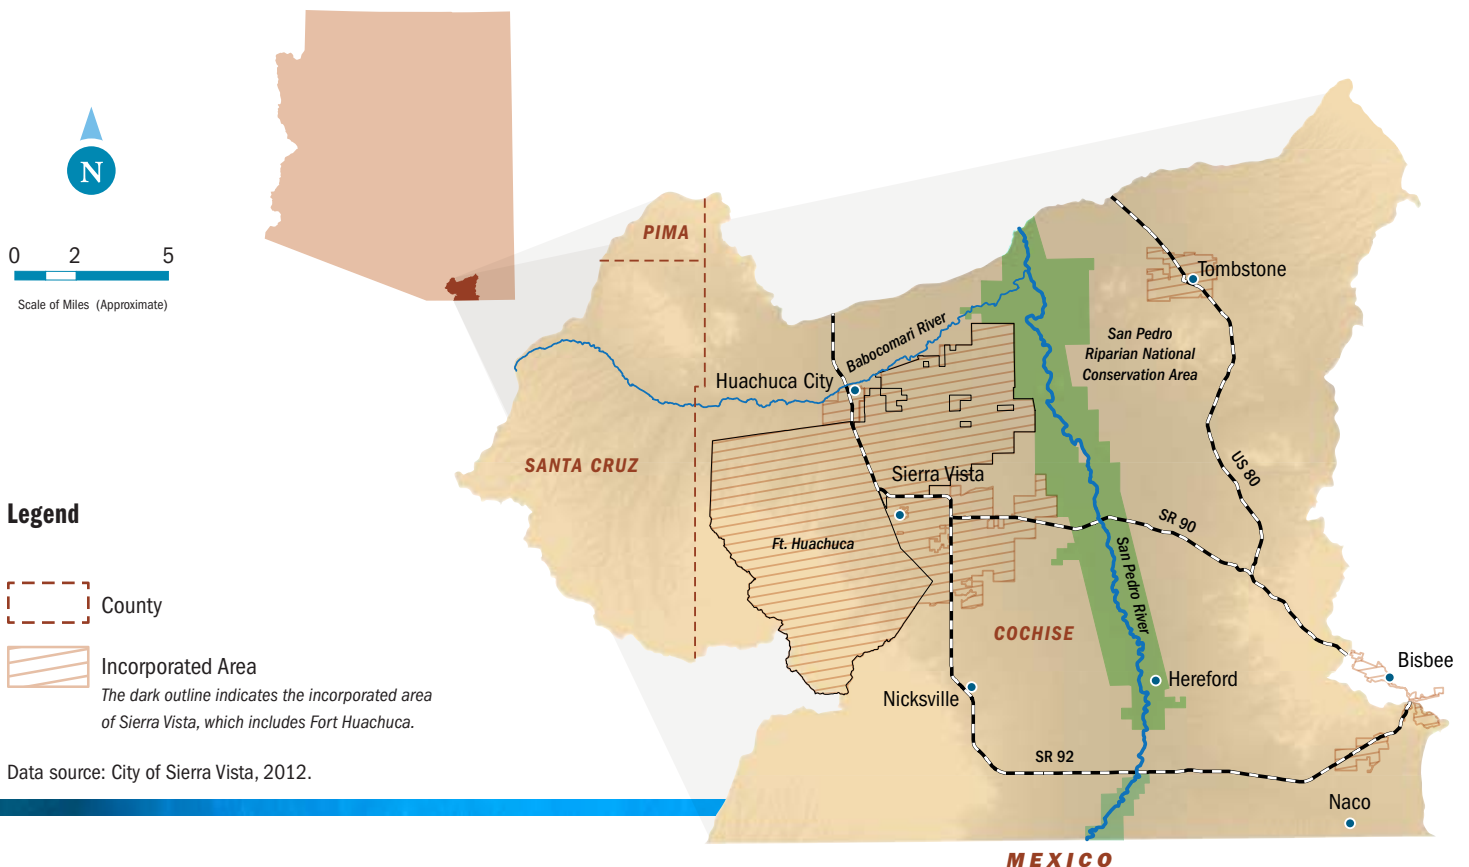 N
0 2 5
Scale of Miles (Approximate)
PIMA
Tombstone
San Pedro
Riparian National
Conservation Area
Babocomari River
Huachuca City
SANTA CRUZ
US 80
Sierra Vista
SR 90
Ft. Huachuca
San Pedro River
Legend
County
COCHISE
Incorporated Area
The dark outline indicates the incorporated area
of Sierra Vista, which includes Fort Huachuca.
Bisbee
Hereford
Nicksville
SR 92
Data source: City of Sierra Vista, 2012.
Naco
MEXICO